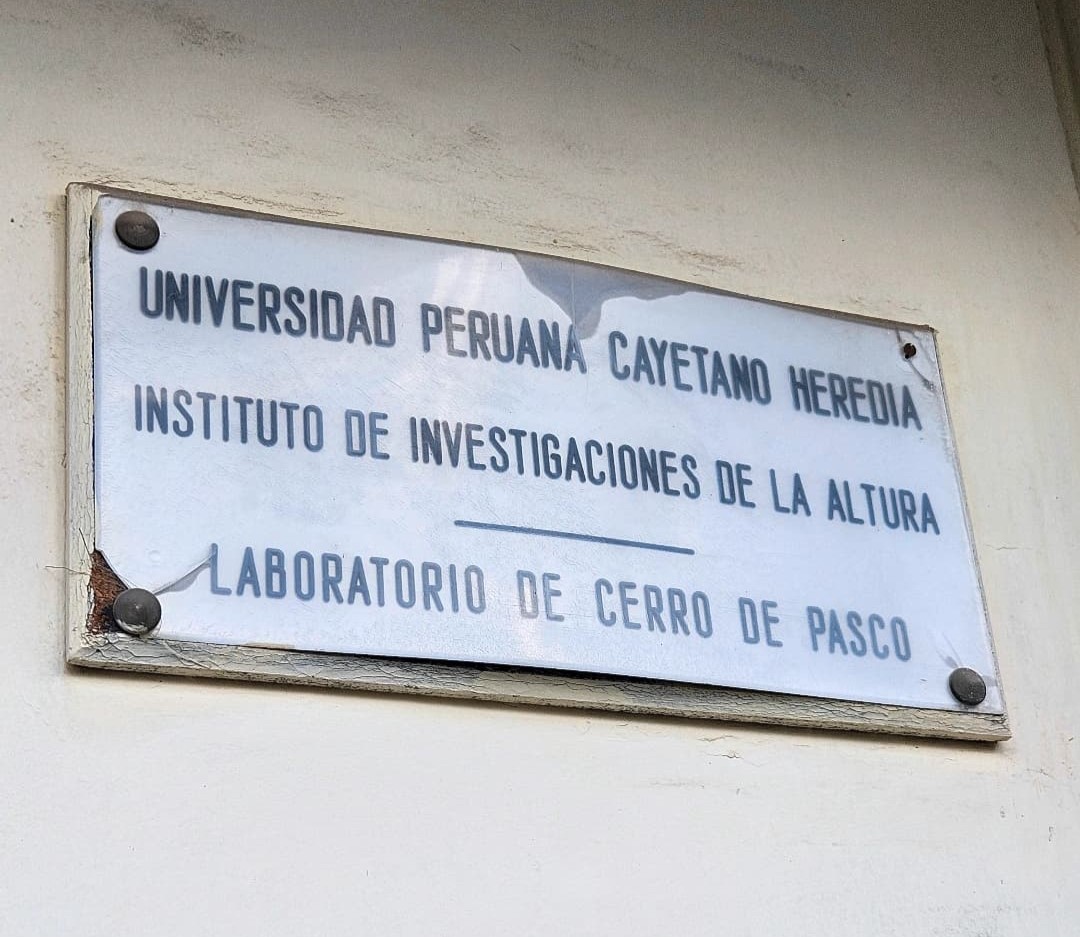 UNIVERSIDAD PERUANA CAYETANO HEREDIA
INSTITUTO DE INVESTIGACIONES DE LA ALTURA
LABORATORIO DE CERRO DE PASCO